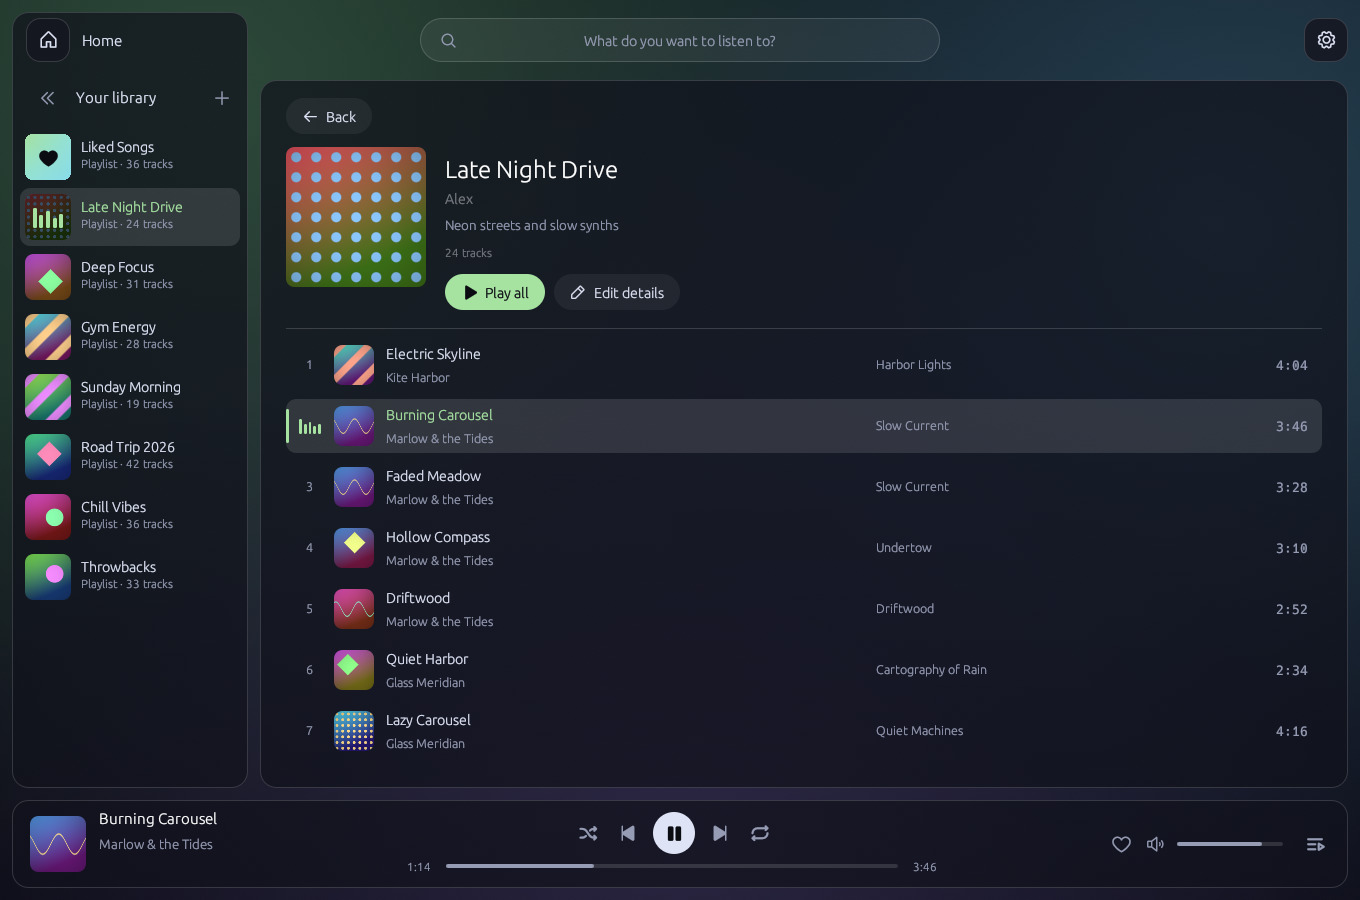 Home
What do you want to listen to?
Your library
Liked Songs
Playlist · 36 tracks
Late Night Drive
Playlist · 24 tracks
Deep Focus
Playlist · 31 tracks
Gym Energy
Playlist · 28 tracks
Sunday Morning
Playlist · 19 tracks
Road Trip 2026
Playlist · 42 tracks
Chill Vibes
Playlist · 36 tracks
Throwbacks
Playlist · 33 tracks
Back
Late Night Drive
Alex
Neon streets and slow synths
24 tracks
Play all Edit details
1 Electric Skyline Harbor Lights 4:04
Kite Harbor
Burning Carousel Slow Current 3:46
Marlow & the Tides
3 Faded Meadow Slow Current 3:28
Marlow & the Tides
4 Hollow Compass Undertow 3:10
Marlow & the Tides
5 Driftwood Driftwood 2:52
Marlow & the Tides
6 Quiet Harbor Cartography of Rain 2:34
Glass Meridian
7 Lazy Carousel Quiet Machines 4:16
Glass Meridian
Burning Carousel
Marlow & the Tides
1:14 3:46